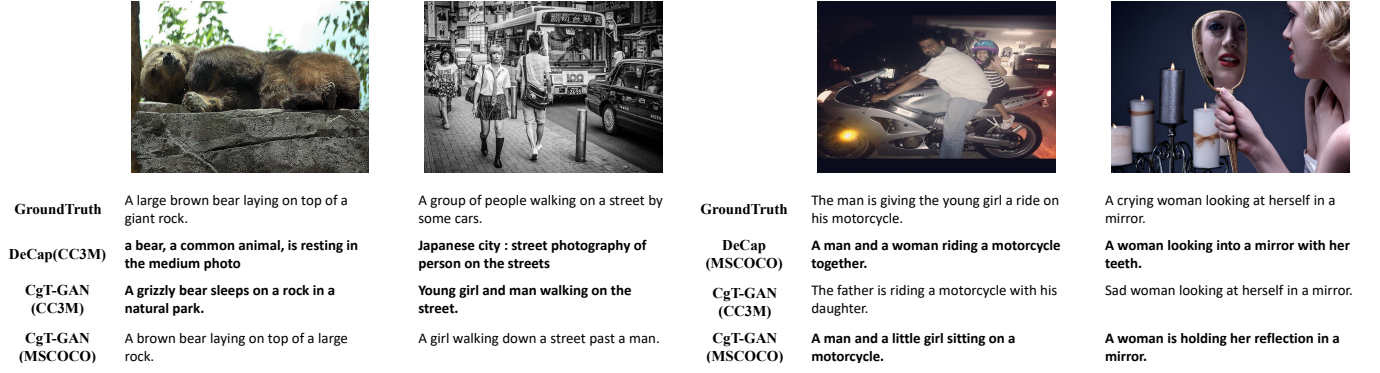 GroundTruth
A large brown bear laying on top of a
giant rock.
A group of people walking on a street by
some cars.
DeCap(CC3M)
a bear, a common animal, is resting in
the medium photo
Japanese city : street photography of
person on the streets
CgT-GAN
(CC3M)
A grizzly bear sleeps on a rock in a
natural park.
Young girl and man walking on the
street.
CgT-GAN
(MSCOCO)
A brown bear laying on top of a large
rock.
A girl walking down a street past a man.
GroundTruth
The man is giving the young girl a ride on
his motorcycle.
A crying woman looking at herself in a
mirror.
DeCap
(MSCOCO)
A man and a woman riding a motorcycle
together.
A woman looking into a mirror with her
teeth.
CgT-GAN
(CC3M)
The father is riding a motorcycle with his
daughter.
Sad woman looking at herself in a mirror.
CgT-GAN
(MSCOCO)
A man and a little girl sitting on a
motorcycle.
A woman is holding her reflection in a
mirror.